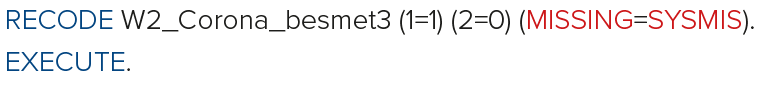 RECODE W2_Corona_besmet3 (1=1) (2=0) (MISSING=SYSMIS).
EXECUTE.